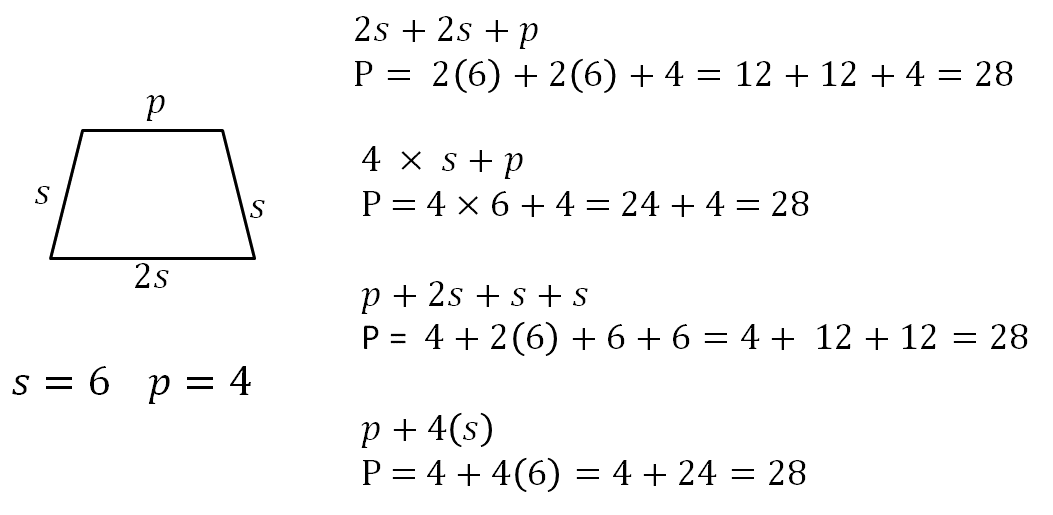 p
s
s
2s
s = 6 p = 4
2s + 2s + p
P = 2(6) + 2(6) + 4 = 12 + 12 + 4 = 28
4 × s + p
P = 4 × 6 + 4 = 24 + 4 = 28
p + 2s + s + s
P = 4 + 2(6) + 6 + 6 = 4 + 12 + 12 = 28
p + 4(s)
P = 4 + 4(6) = 4 + 24 = 28